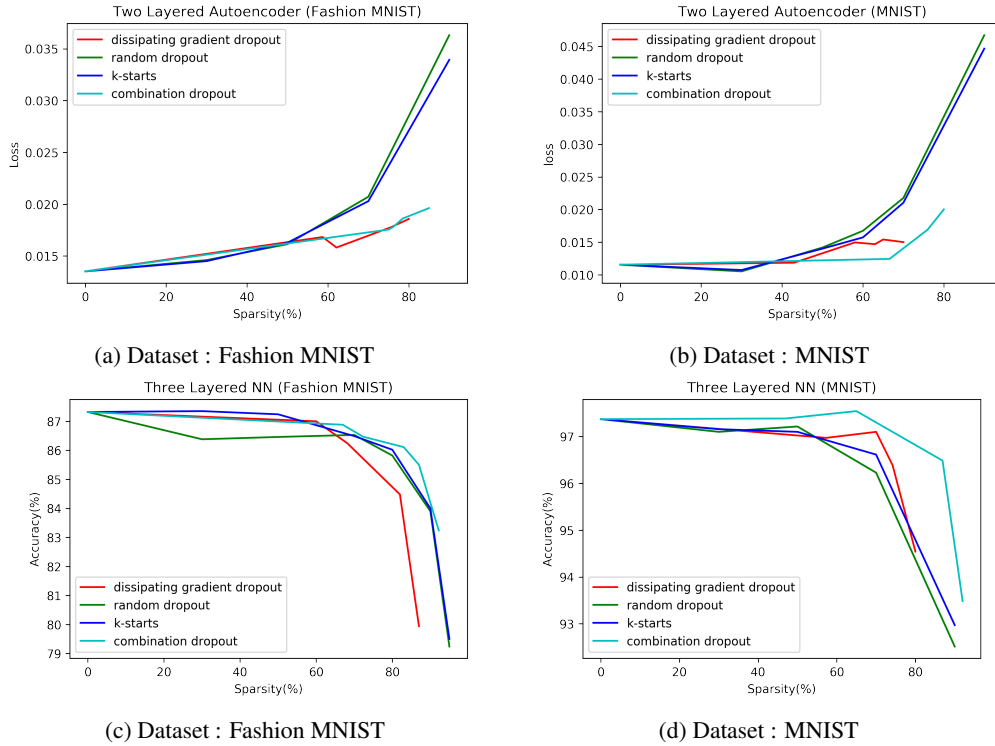 Two Layered Autoencoder (Fashion MNIST)
Loss
0.035
0.030
0.025
0.020
0.015
dissipating gradient dropout
random dropout
k-starts
combination dropout
0 20 40 60 80
Sparsity(%)
(a) Dataset : Fashion MNIST
Two Layered Autoencoder (MNIST)
loss
0.045
0.040
0.035
0.030
0.025
0.020
0.015
0.010
dissipating gradient dropout
random dropout
k-starts
combination dropout
0 20 40 60 80
Sparsity(%)
(b) Dataset : MNIST
Three Layered NN (Fashion MNIST)
Accuracy(%)
87
86
85
84
83
82
81
80
79
dissipating gradient dropout
random dropout
k-starts
combination dropout
0 20 40 60 80
Sparsity(%)
(c) Dataset : Fashion MNIST
Three Layered NN (MNIST)
Accuracy(%)
97
96
95
94
93
dissipating gradient dropout
random dropout
k-starts
combination dropout
0 20 40 60 80
Sparsity(%)
(d) Dataset : MNIST